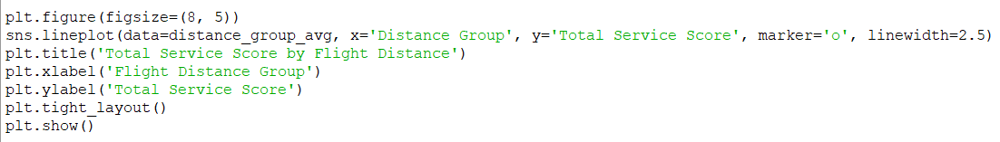 plt.figure(figsize=(8, 5))
sns.lineplot(data=distance_group_avg, x='Distance Group', y='Total Service Score', marker='o', linewidth=2.5)
plt.title('Total Service Score by Flight Distance')
plt.xlabel('Flight Distance Group')
plt.ylabel('Total Service Score')
plt.tight_layout()
plt.show()